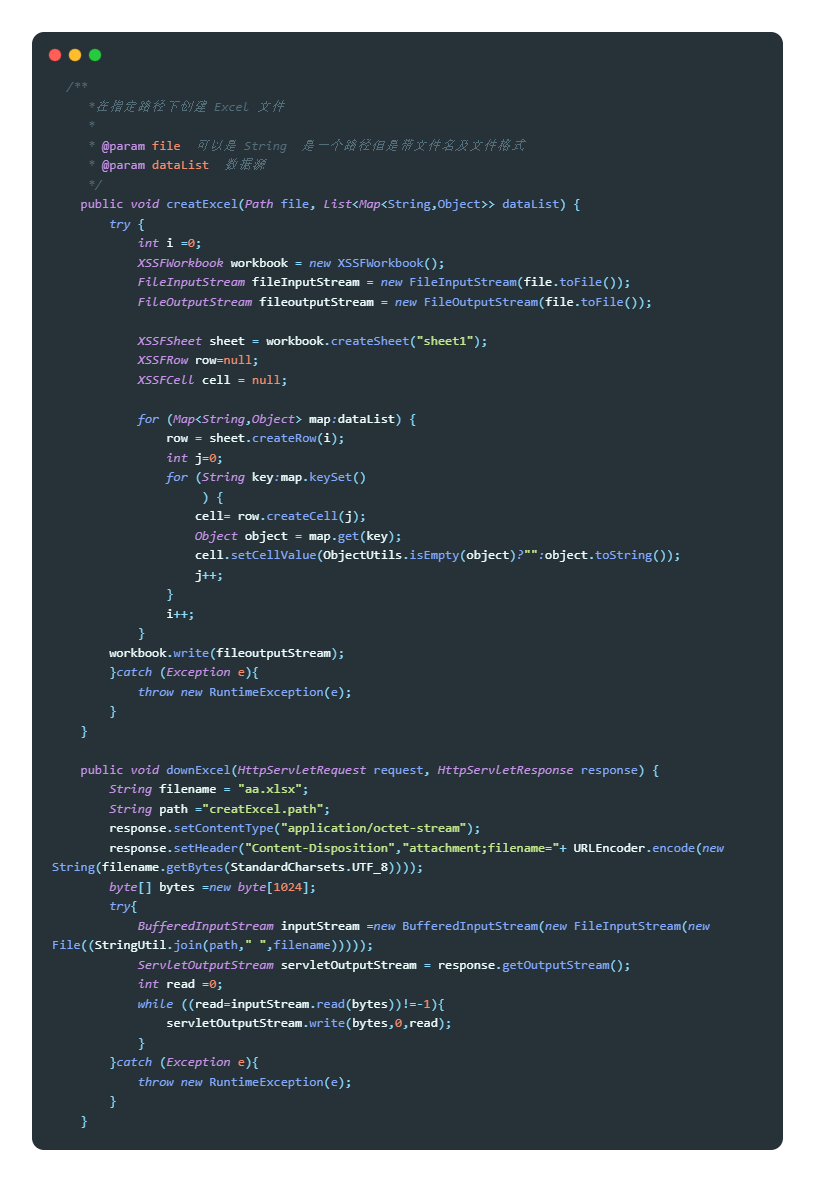 /**
*在指定路径下创建 Excel 文件
*
* @param file 可以是 String 是一个路径但是带文件名及文件格式
* @param dataList 数据源
*/
public void creatExcel(Path file, List<Map<String,Object>> dataList) {
try {
int i =0;
XSSFWorkbook workbook = new XSSFWorkbook();
FileInputStream fileInputStream = new FileInputStream(file.toFile());
FileOutputStream fileoutputStream = new FileOutputStream(file.toFile());
XSSFSheet sheet = workbook.createSheet("sheet1");
XSSFRow row=null;
XSSFCell cell = null;
for (Map<String,Object> map:dataList) {
row = sheet.createRow(i);
int j=0;
for (String key:map.keySet()
) {
cell= row.createCell(j);
Object object = map.get(key);
cell.setCellValue(ObjectUtils.isEmpty(object)?"":object.toString());
j++;
}
i++;
}
workbook.write(fileoutputStream);
}catch (Exception e){
throw new RuntimeException(e);
}
}
public void downExcel(HttpServletRequest request, HttpServletResponse response) {
String filename = "aa.xlsx";
String path ="creatExcel.path";
response.setContentType("application/octet-stream");
response.setHeader("Content-Disposition","attachment;filename="+ URLEncoder.encode(new
String(filename.getBytes(StandardCharsets.UTF_8))));
byte[] bytes =new byte[1024];
try{
BufferedInputStream inputStream =new BufferedInputStream(new FileInputStream(new
File((StringUtil.join(path," ",filename)))));
ServletOutputStream servletOutputStream = response.getOutputStream();
int read =0;
while ((read=inputStream.read(bytes))!=-1){
servletOutputStream.write(bytes,0,read);
}
}catch (Exception e){
throw new RuntimeException(e);
}
}